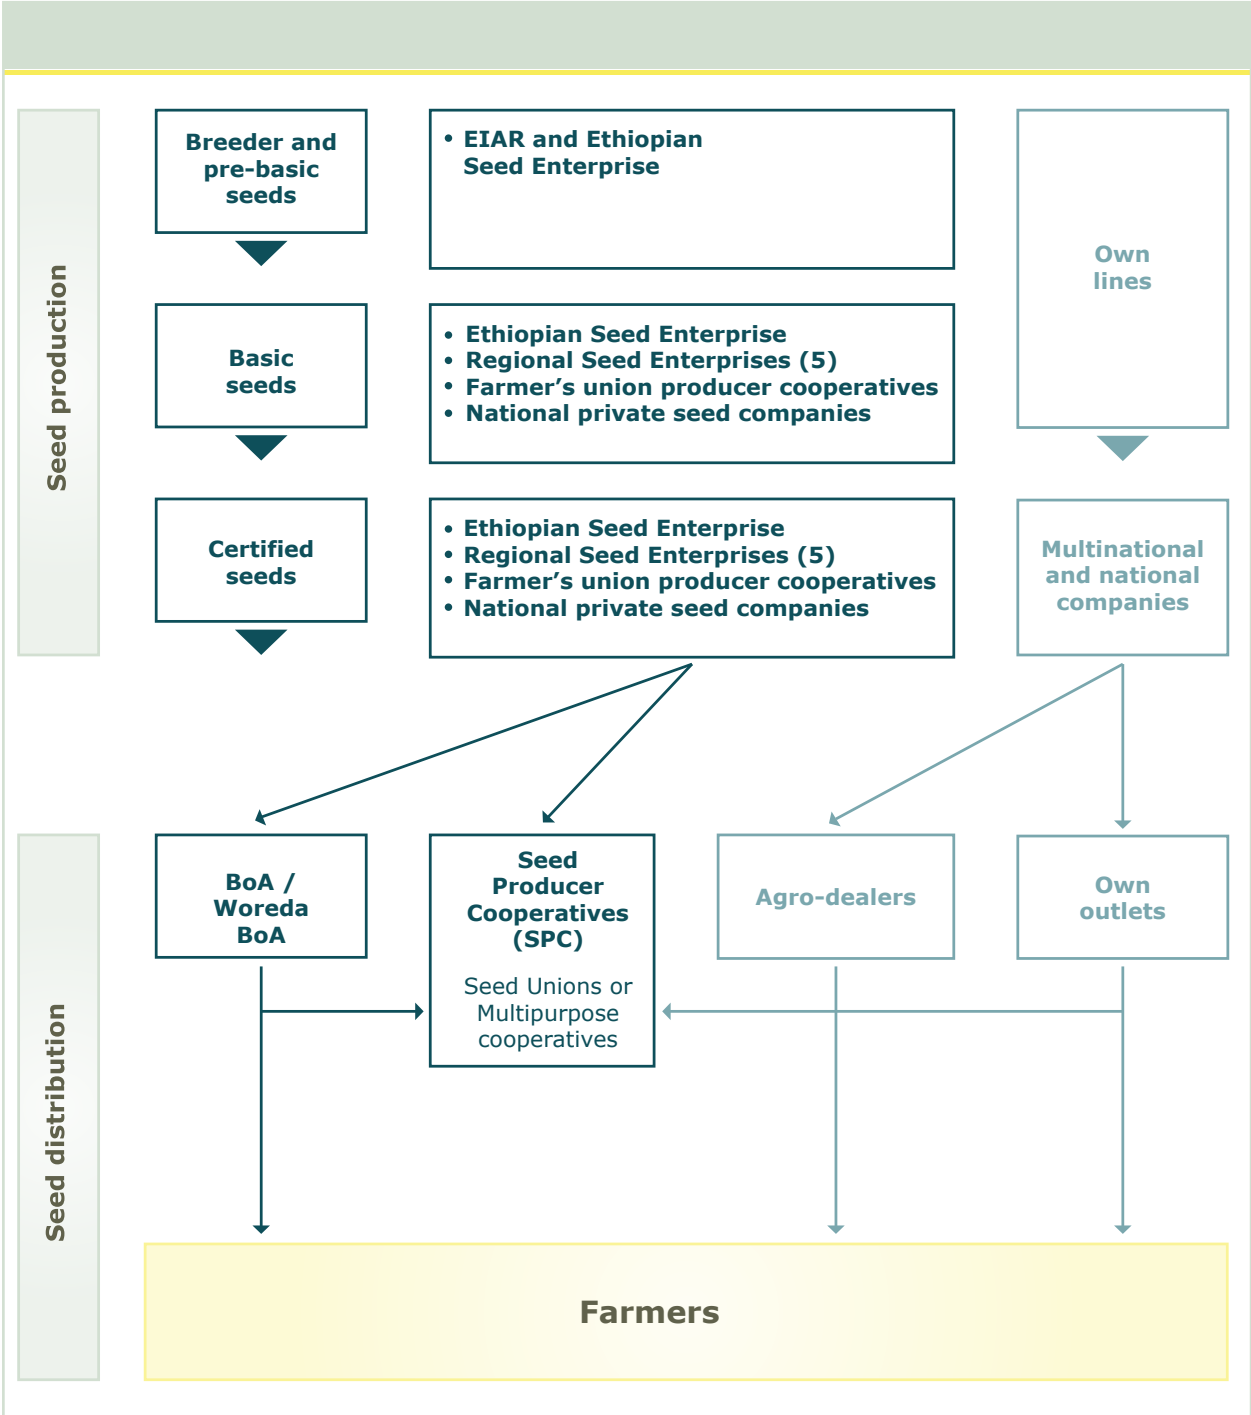 Seed production
Breeder and
pre-basic
seeds
• EIAR and Ethiopian
Seed Enterprise
Own
lines
Basic
seeds
• Ethiopian Seed Enterprise
• Regional Seed Enterprises (5)
• Farmer’s union producer cooperatives
• National private seed companies
Certified
seeds
• Ethiopian Seed Enterprise
• Regional Seed Enterprises (5)
• Farmer’s union producer cooperatives
• National private seed companies
Multinational
and national
companies
Seed distribution
BoA /
Woreda
BoA
Seed
Producer
Cooperatives
(SPC)
Seed Unions or
Multipurpose
cooperatives
Agro-dealers
Own
outlets
Farmers